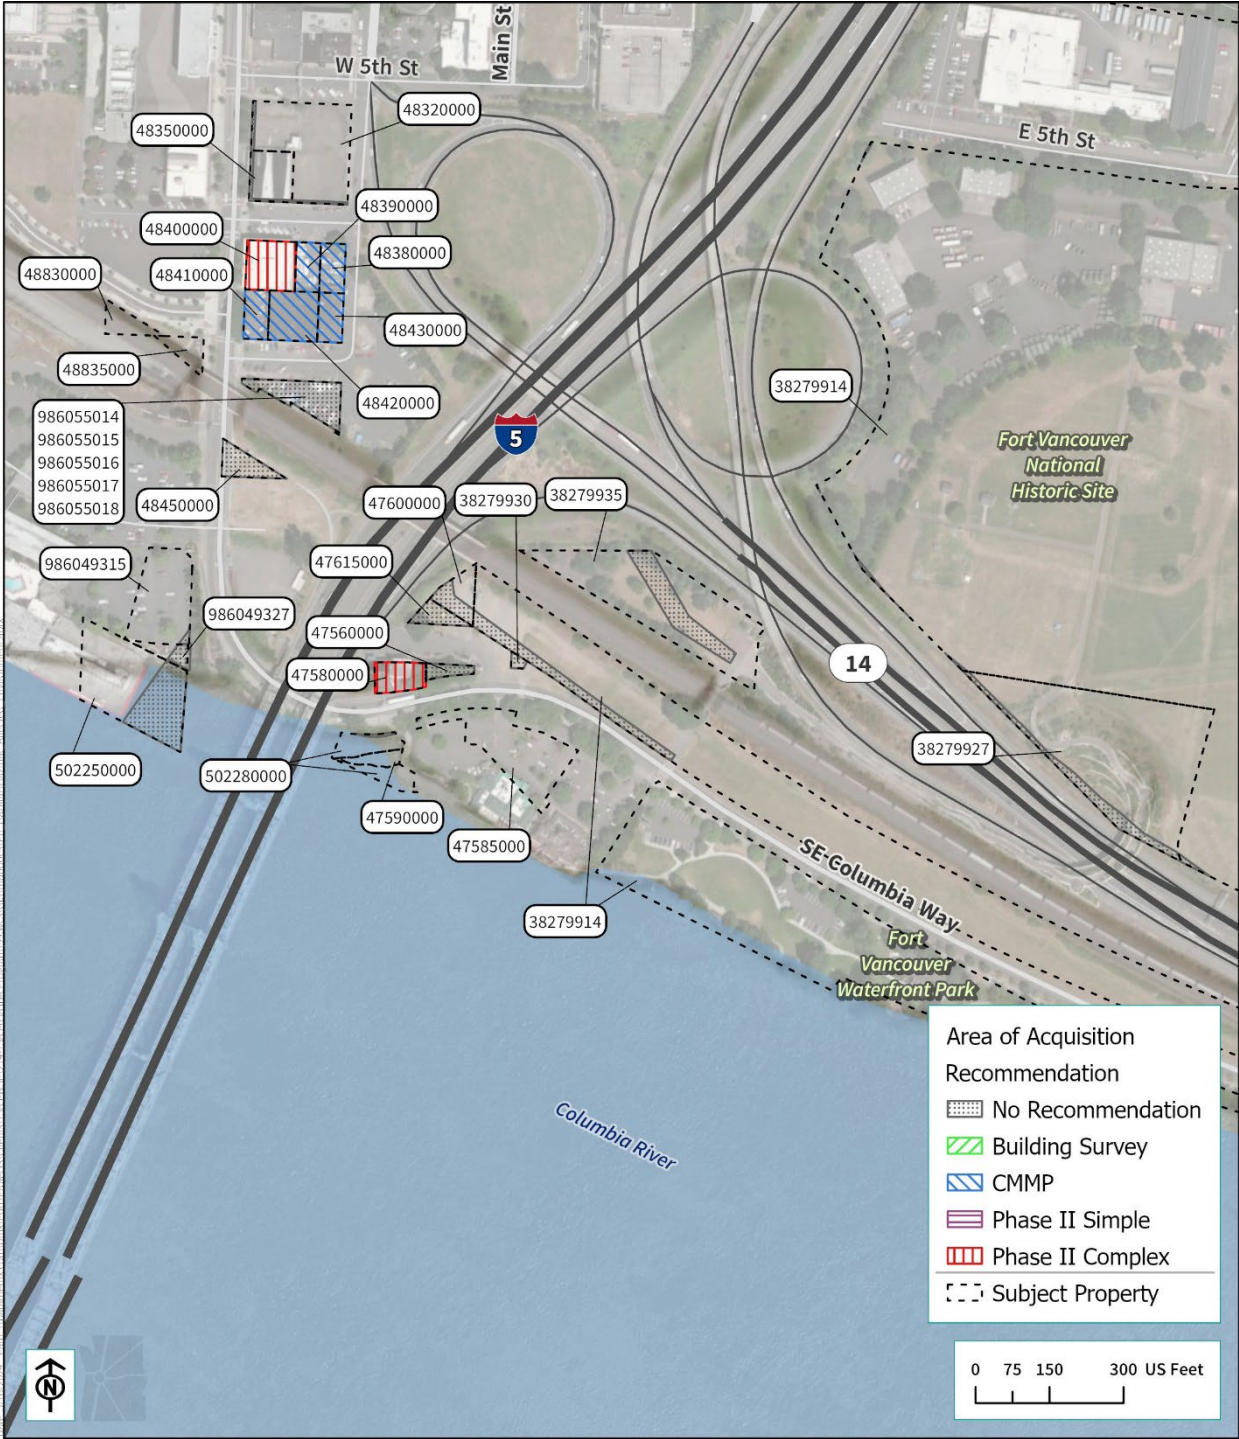 Main St
W 5th St
48320000
48350000
E 5th St
48390000
48400000
48380000
48830000
48410000
48430000
48835000
38279914
48420000
986055014
986055015
986055016
986055017
986055018
5
Fort Vancouver
National
Historic Site
48450000
47600000
38279930
38279935
986049315
47615000
986049327
47560000
47580000
14
38279927
502250000
502280000
47590000
47585000
SE Columbia Way
38279914
Fort
Vancouver
Waterfront Park
Columbia River
Area of Acquisition
Recommendation
No Recommendation
Building Survey
CMMP
Phase II Simple
Phase II Complex
Subject Property
N
0 75 150 300 US Feet